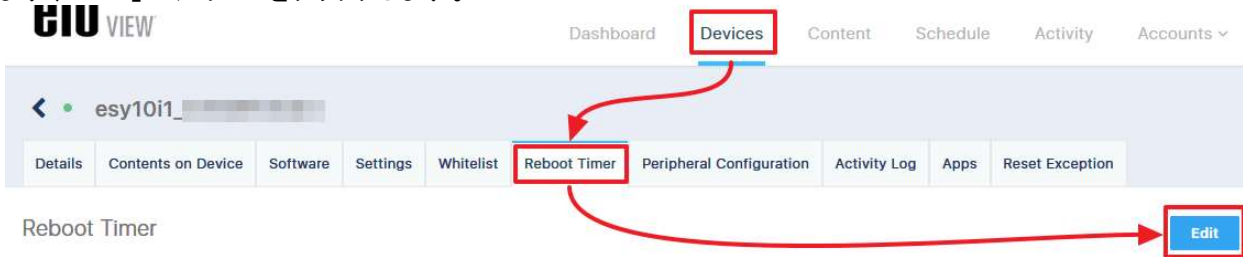 elo VIEW
Dashboard Devices Content Schedule Activity Accounts
esy10i1_
Details Contents on Device Software Settings Whitelist Reboot Timer Peripheral Configuration Activity Log Apps Reset Exception
Reboot Timer
Edit